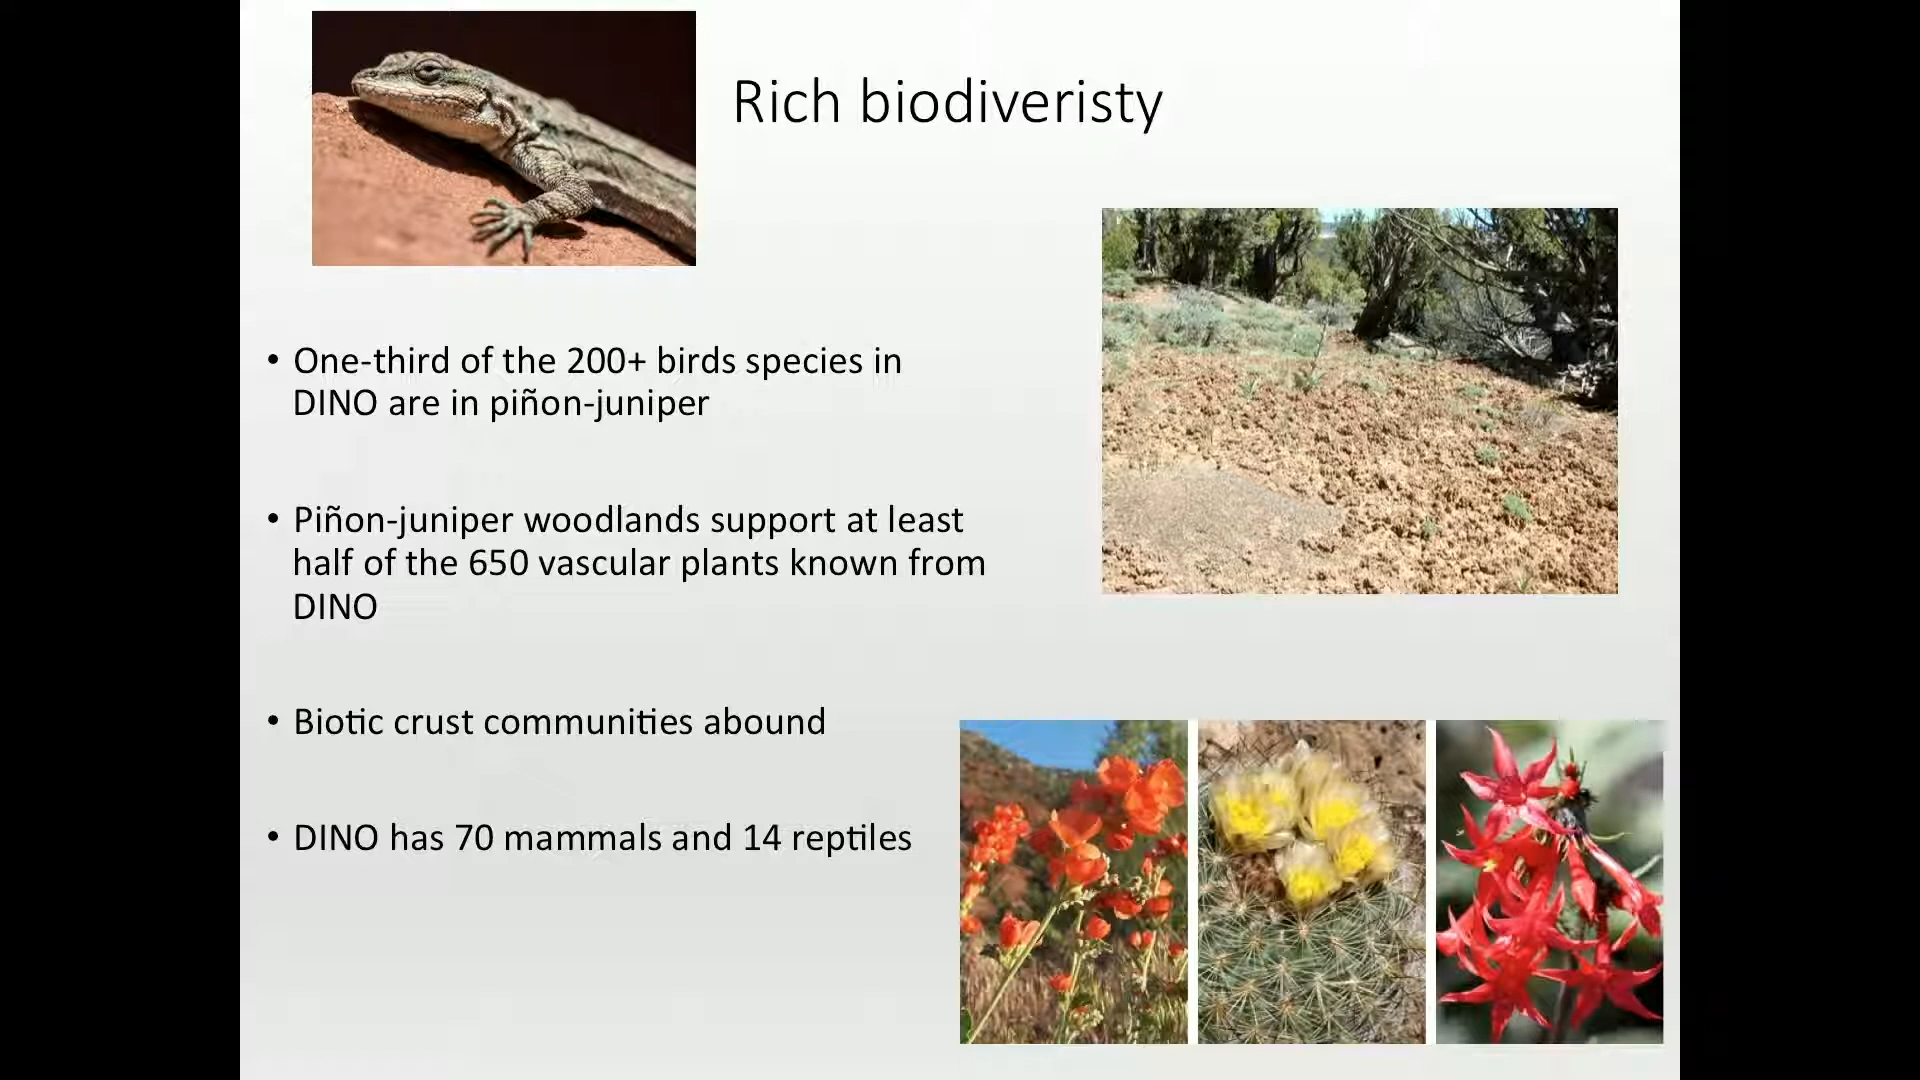 Rich biodiveristy
• One-third of the 200+ birds species in
DINO are in piñon-juniper
• Piñon-juniper woodlands support at least
half of the 650 vascular plants known from
DINO
• Biotic crust communities abound
• DINO has 70 mammals and 14 reptiles